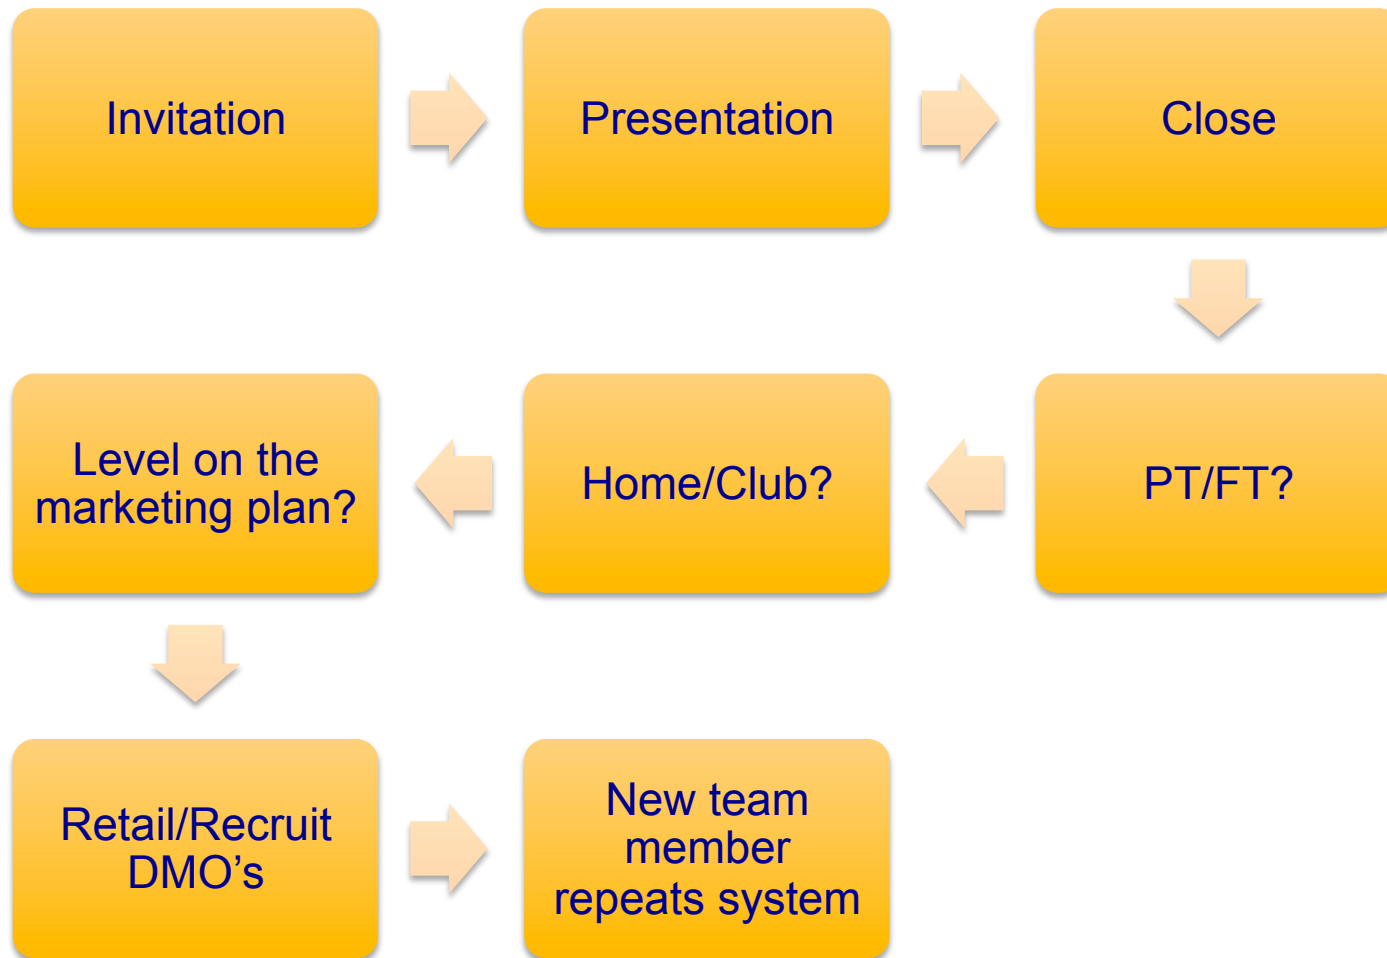 Invitation
Presentation
Close
PT/FT?
Home/Club?
Level on the
marketing plan?
Retail/Recruit
DMO’s
New team
member
repeats system